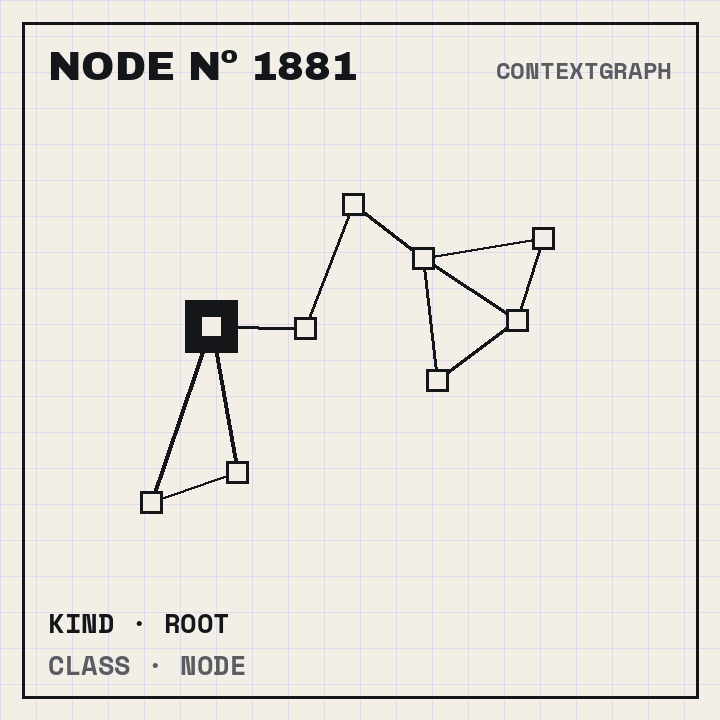 NODE Nº 1881
CONTEXTGRAPH
KIND · ROOT
CLASS · NODE